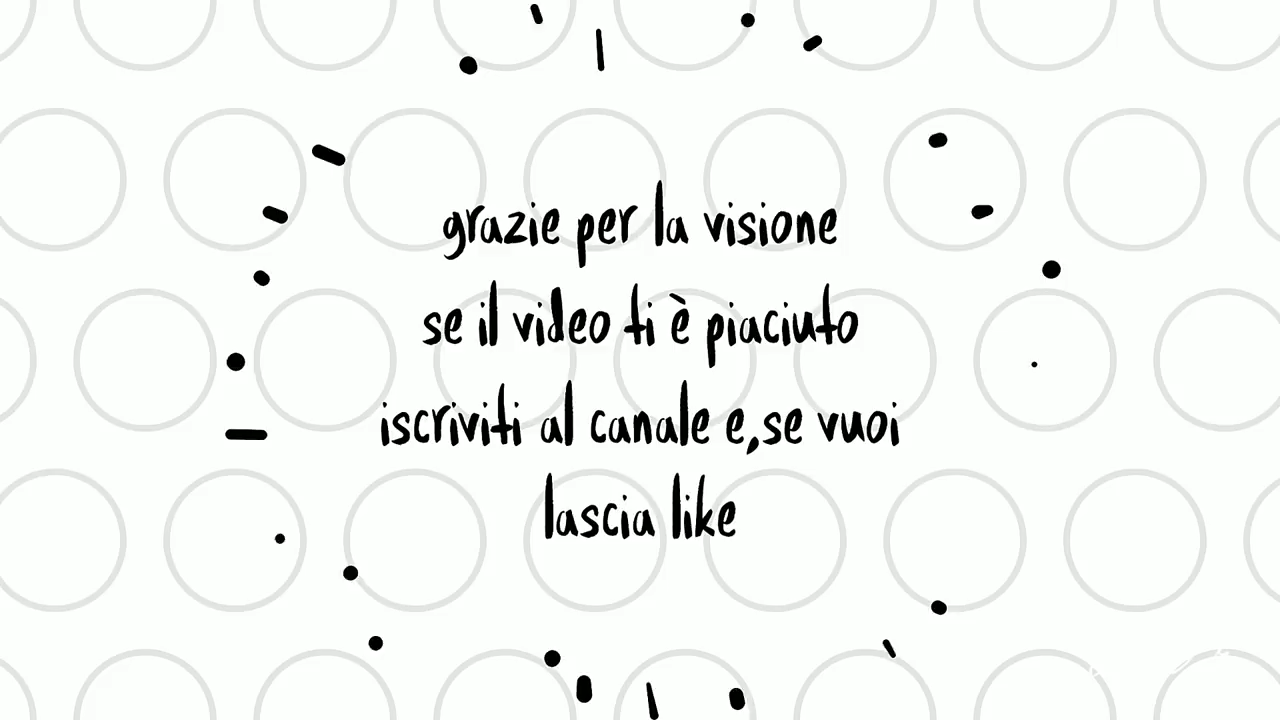 grazie per la visione
se il video ti è piaciuto
iscriviti al canale e,se vuoi
lascia like